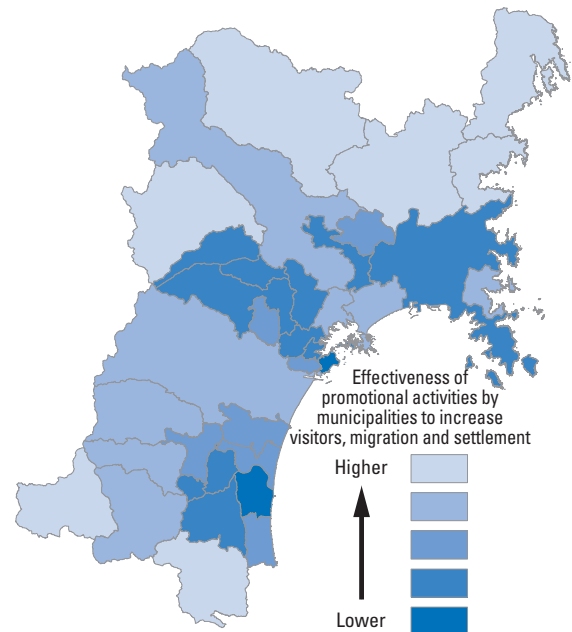 Effectiveness of
promotional activities by
municipalities to increase
visitors, migration and settlement
Higher
Lower